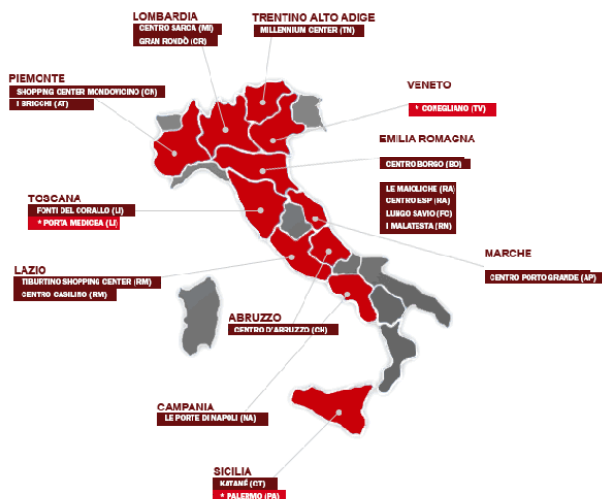 LOMBARDIA
CENTRO SARCA (MI)
GRAN RONDÒ (CR)
TRENTINO ALTO ADIGE
MILLENNIUM CENTER (TN)
PIEMONTE
SHOPPING CENTER MONDOVICINO (CN)
I BRICCHI (AT)
VENETO
* CONEGLIANO (TV)
EMILIA ROMAGNA
CENTRO BORGO (BO)
LE MAIOLICHE (RA)
CENTRO ESP (RA)
LUNGO SAVIO (FC)
I MALATESTA (RN)
TOSCANA
FONTI DEL CORALLO (LI)
* PORTA MEDICEA (LI)
MARCHE
CENTRO PORTO GRANDE (AP)
LAZIO
TIBURTINO SHOPPING CENTER (RM)
CENTRO CASILINO (RM)
ABRUZZO
CENTRO D'ABRUZZO (CH)
CAMPANIA
LE PORTE DI NAPOLI (NA)
SICILIA
KATANÉ (CT)
* PALERMO (PA)